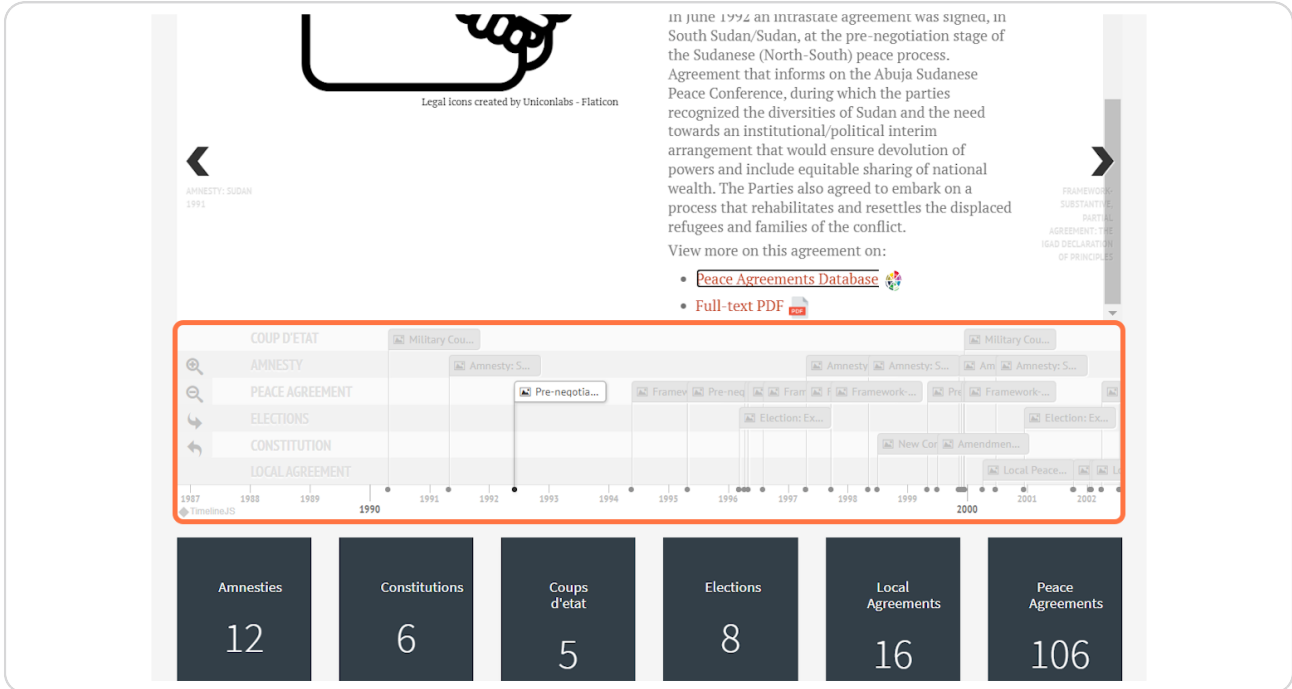 In June 1992 an intrastate agreement was signed, in
South Sudan/Sudan, at the pre-negotiation stage of
the Sudanese (North-South) peace process.
Agreement that informs on the Abuja Sudanese
Peace Conference, during which the parties
recognized the diversities of Sudan and the need
towards an institutional/political interim
arrangement that would ensure devolution of
powers and include equitable sharing of national
wealth. The Parties also agreed to embark on a
process that rehabilitates and resettles the displaced
refugees and families of the conflict.
View more on this agreement on:
Peace Agreements Database
Full-text PDF
PDF
Legal icons created by Uniconlabs - Flaticon
AMNESTY: SUDAN
1991
FRAMEWORK-
SUBSTANTIVE,
PARTIAL
AGREEMENT: THE
IGAD DECLARATION
OF PRINCIPLES
COUP D'ETAT
Military Cou...
Military Cou...
AMNESTY
Amnesty: S...
Amnesty
Amnesty: S...
Am
Amnesty: S...
PEACE AGREEMENT
Pre-negotia...
Framew
Pre-neg
Fram
F
Framework-...
Pre
Framework-...
ELECTIONS
Election: Ex...
Election: Ex...
CONSTITUTION
New Cor
Amendmen...
LOCAL AGREEMENT
Local Peace...
1987 1988 1989 1990 1991 1992 1993 1994 1995 1996 1997 1998 1999 2000 2001 2002
TimelineJS
Amnesties
12
Constitutions
6
Coups
d'etat
5
Elections
8
Local
Agreements
16
Peace
Agreements
106